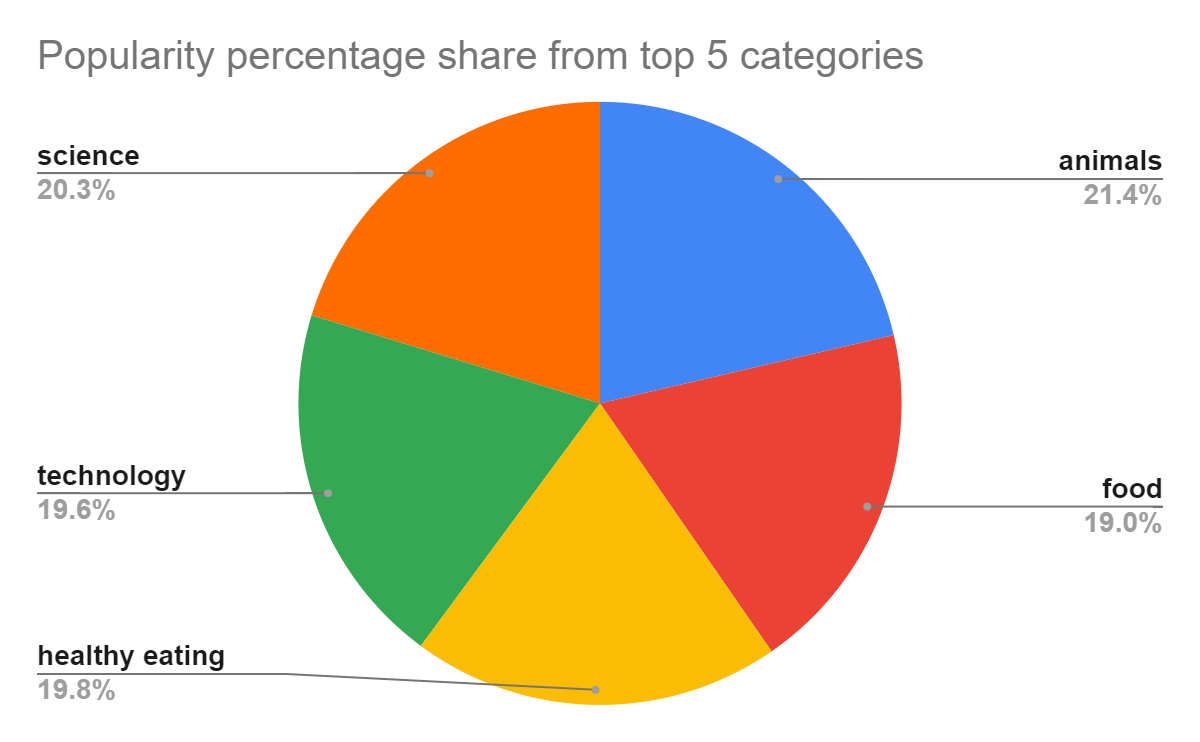 Popularity percentage share from top 5 categories
science
20.3%
animals
21.4%
technology
19.6%
food
19.0%
healthy eating
19.8%